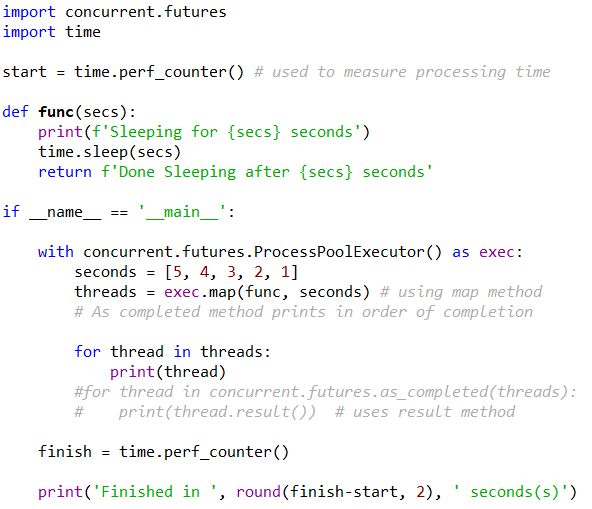 import concurrent.futures
import time
start = time.perf_counter() # used to measure processing time
def func(secs):
    print(f'Sleeping for {secs} seconds')
    time.sleep(secs)
    return f'Done Sleeping after {secs} seconds'
if __name__ == '__main__':
    with concurrent.futures.ProcessPoolExecutor() as exec:
        seconds = [5, 4, 3, 2, 1]
        threads = exec.map(func, seconds) # using map method
        # As completed method prints in order of completion
        for thread in threads:
            print(thread)
        #for thread in concurrent.futures.as_completed(threads):
        #    print(thread.result())  # uses result method
    finish = time.perf_counter()
    print('Finished in ', round(finish-start, 2), ' seconds(s)')